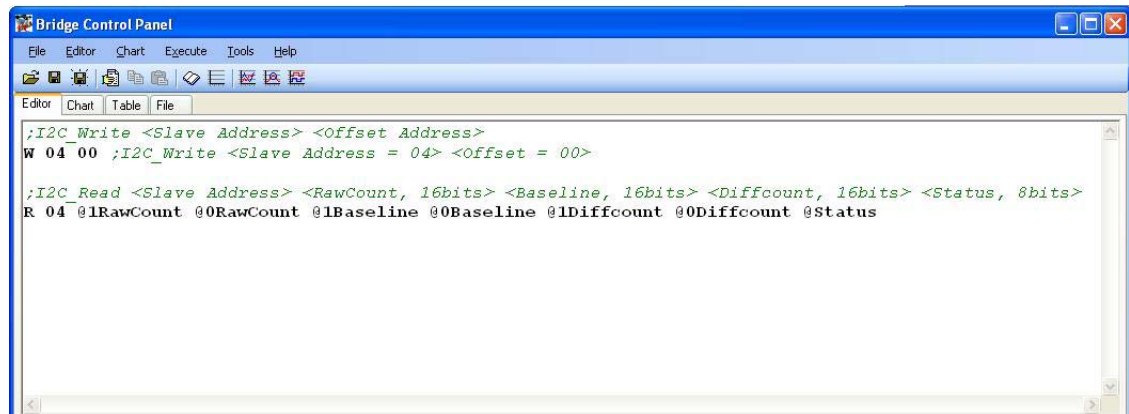 Bridge Control Panel
File Editor Chart Execute Tools Help
Editor Chart Table File
;I2C_Write <Slave Address> <Offset Address>
W 04 00 ;I2C_Write <Slave Address = 04> <Offset = 00>
;I2C_Read <Slave Address> <RawCount, 16bits> <Baseline, 16bits> <Diffcount, 16bits> <Status, 8bits>
R 04 @1RawCount @0RawCount @1Baseline @0Baseline @1Diffcount @0Diffcount @Status